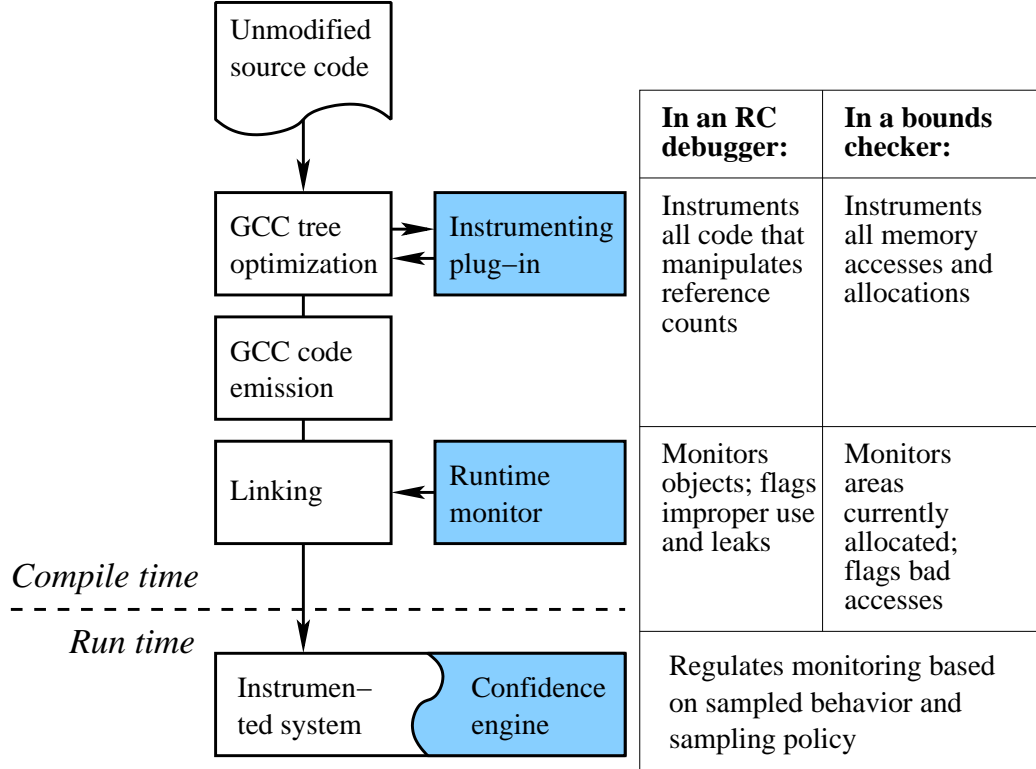 Unmodified
source code
In an RC
debugger:
In a bounds
checker:
GCC tree
optimization
Instrumenting
plug–in
Instruments
all code that
manipulates
reference
counts
Instruments
all memory
accesses and
allocations
GCC code
emission
Linking
Runtime
monitor
Monitors
objects; flags
improper use
and leaks
Monitors
areas
currently
allocated;
flags bad
accesses
Compile time
Run time
Instrumen–
ted system
Confidence
engine
Regulates monitoring based
on sampled behavior and
sampling policy